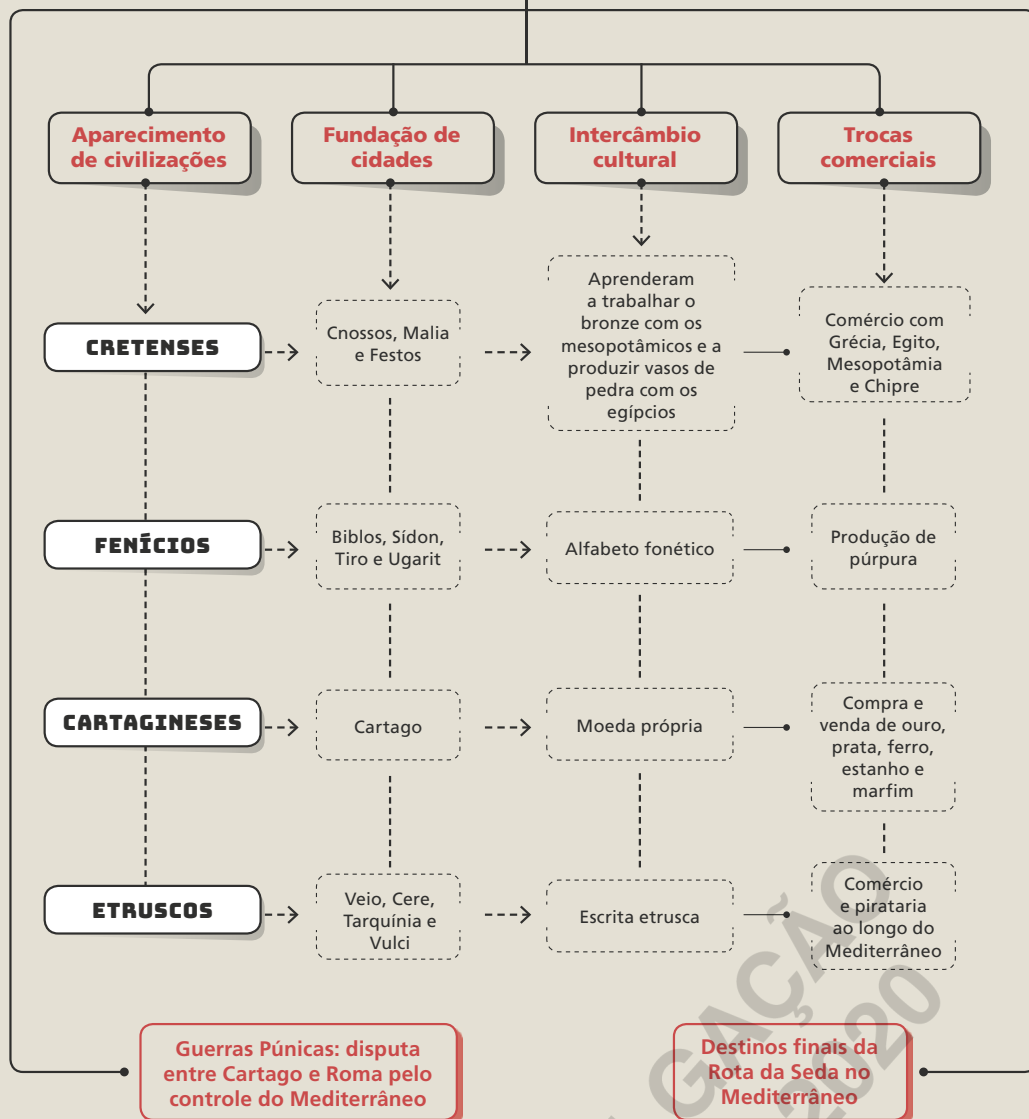 Aparecimento
de civilizações
Fundação de
cidades
Intercâmbio
cultural
Trocas
comerciais
CRETENSES
Cnossos, Malia
e Festos
Aprenderam
a trabalhar o
bronze com os
mesopotâmicos e a
produzir vasos de
pedra com os
egípcios
Comércio com
Grécia, Egito,
Mesopotâmia
e Chipre
FENÍCIOS
Biblos, Sídon,
Tiro e Ugarit
Alfabeto fonético
Produção de
púrpura
CARTAGINESES
Cartago
Moeda própria
Compra e
venda de ouro,
prata, ferro,
estanho e
marfim
ETRUSCOS
Veio, Cere,
Tarquínia e
Vulci
Escrita etrusca
Comércio
e pirataria
ao longo do
Mediterrâneo
Guerras Púnicas: disputa
entre Cartago e Roma pelo
controle do Mediterrâneo
Destinos finais da
Rota da Seda no
Mediterrâneo
GAÇÃO
2020